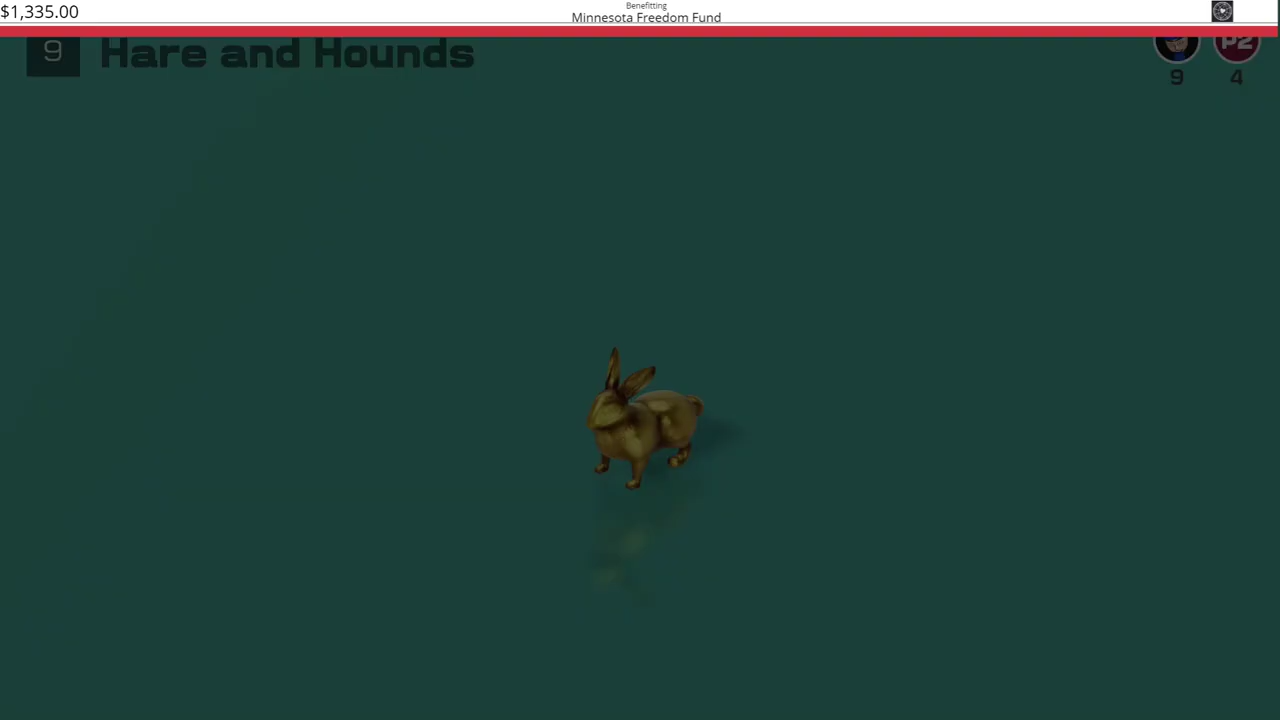 $1,335.00
Benefitting
Minnesota Freedom Fund
9 Hare and Hounds
P2
9 4